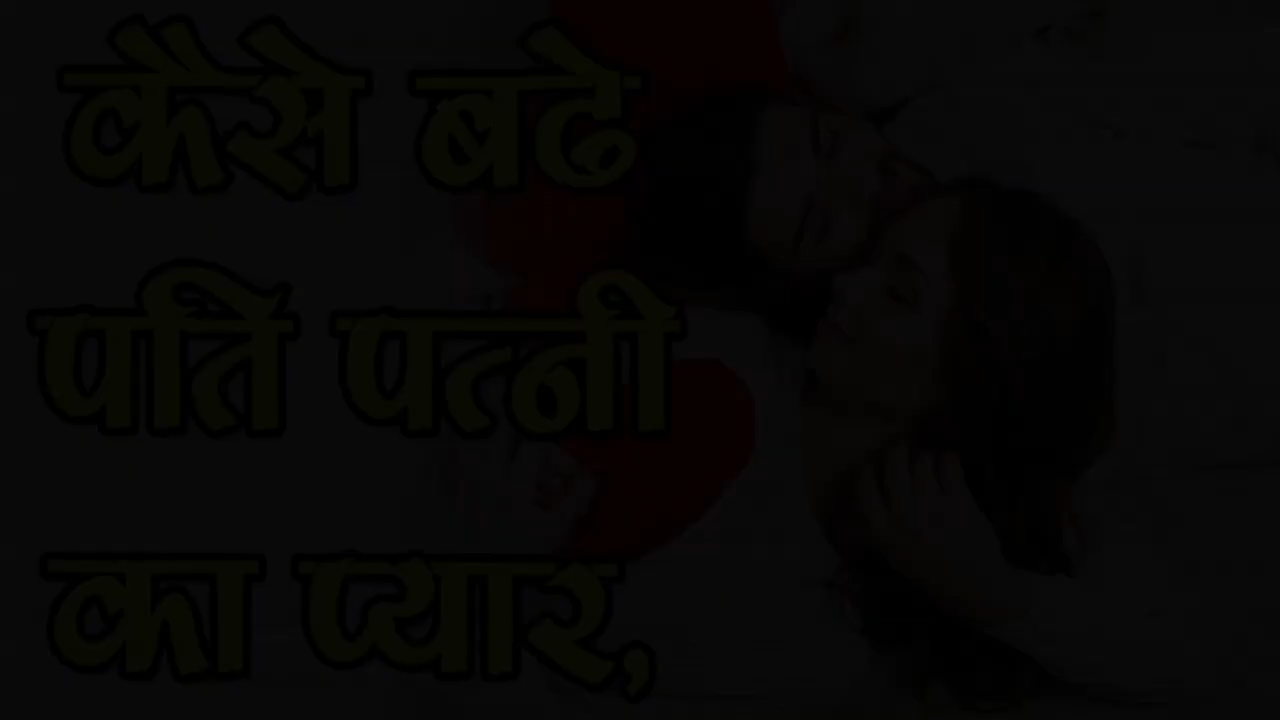 कैसे बढे
पति पत्नी
का प्यार,